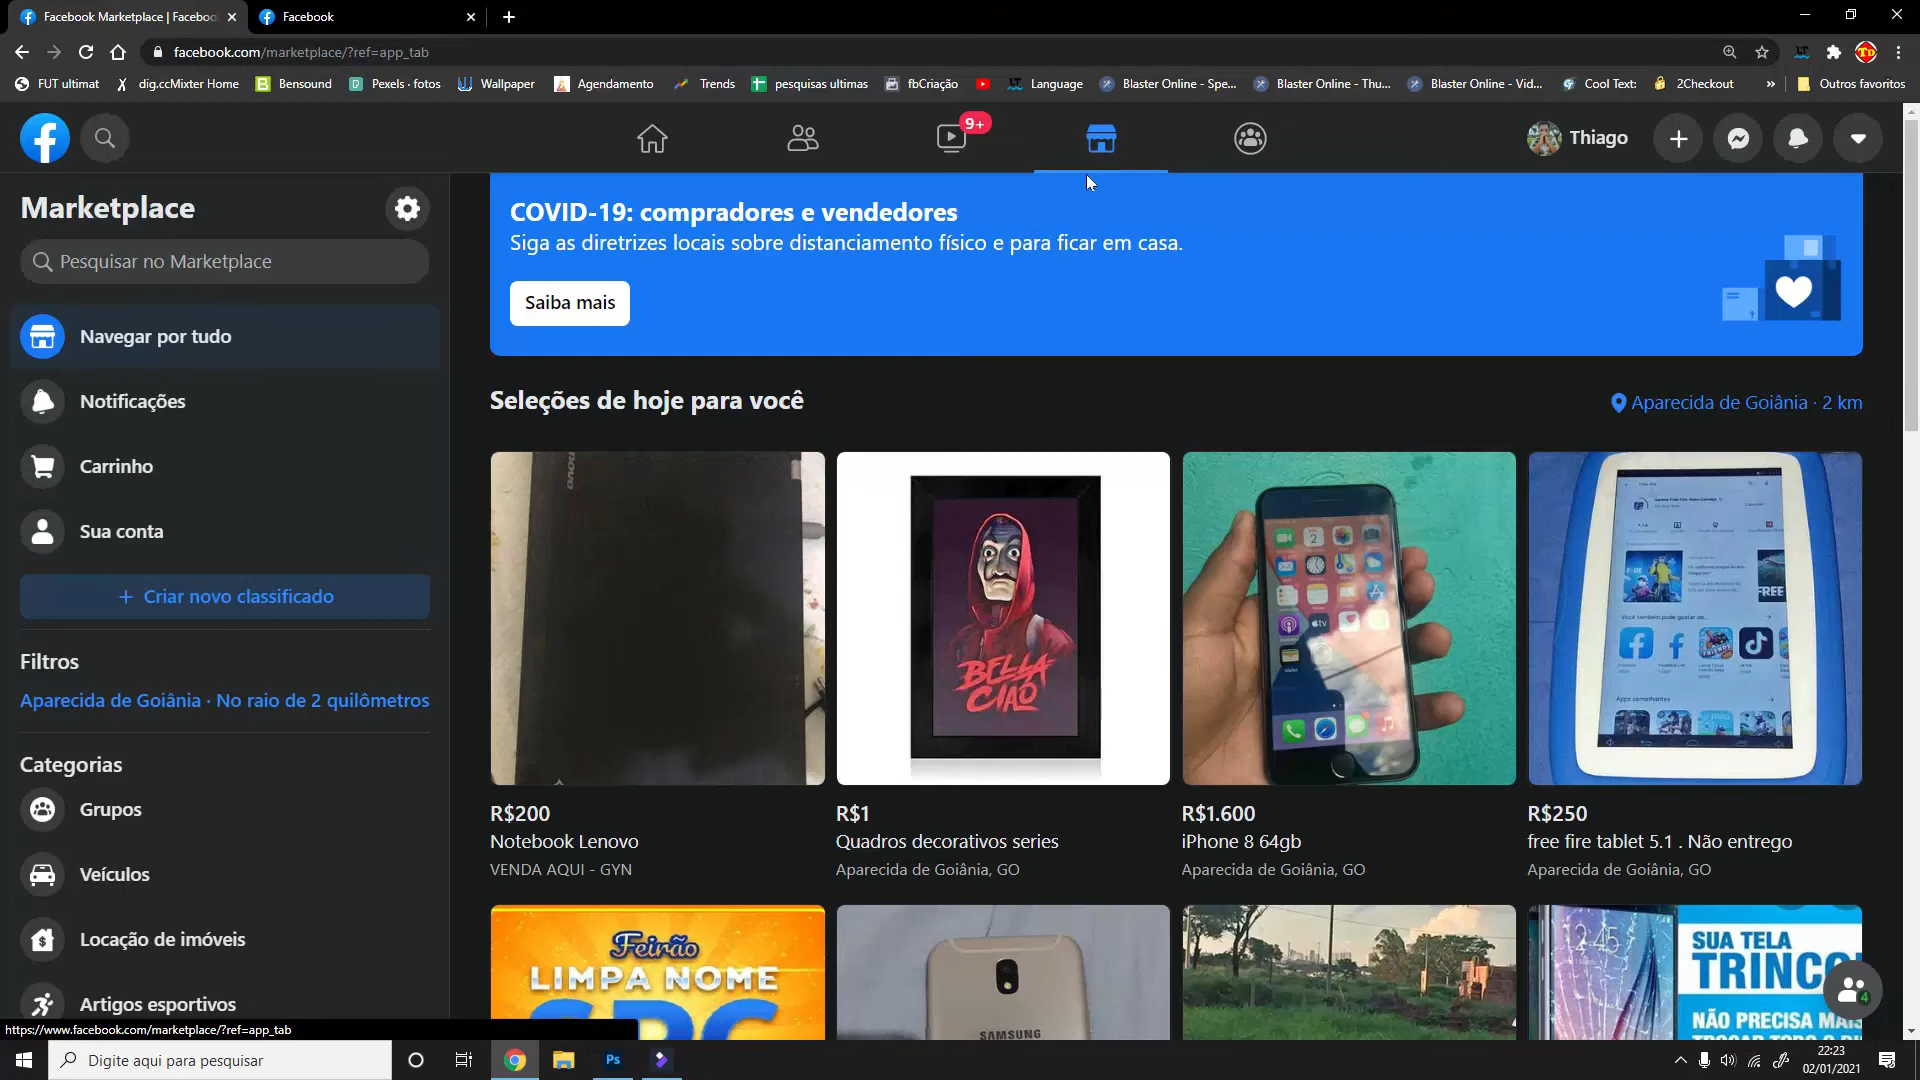 Facebook Marketplace | Faceboo
Facebook
facebook.com/marketplace/?ref=app_tab
FUT ultimat
dig.ccMixter Home
Bensound
Pexels · fotos
Wallpaper
Agendamento
Trends
pesquisas ultimas
fbCriação
Language
Blaster Online - Spe...
Blaster Online - Thu...
Blaster Online - Vid...
Cool Text:
2Checkout
Outros favoritos
9+
Thiago
Marketplace
Pesquisar no Marketplace
Navegar por tudo
Notificações
Carrinho
Sua conta
+ Criar novo classificado
Filtros
Aparecida de Goiânia · No raio de 2 quilômetros
Categorias
Grupos
Veículos
Locação de imóveis
Artigos esportivos
COVID-19: compradores e vendedores
Siga as diretrizes locais sobre distanciamento físico e para ficar em casa.
Saiba mais
Seleções de hoje para você
Aparecida de Goiânia · 2 km
BELLA
CIAO
FREE
R$200
Notebook Lenovo
VENDA AQUI - GYN
R$1
Quadros decorativos series
Aparecida de Goiânia, GO
R$1.600
iPhone 8 64gb
Aparecida de Goiânia, GO
R$250
free fire tablet 5.1 . Não entrego
Aparecida de Goiânia, GO
Feirão
LIMPA NOME
SPC
SAMSUNG
12:45
SUA TELA
TRINCO
NÃO PRECISA MAIS
4
https://www.facebook.com/marketplace/?ref=app_tab
Digite aqui para pesquisar
Ps
22:23
02/01/2021